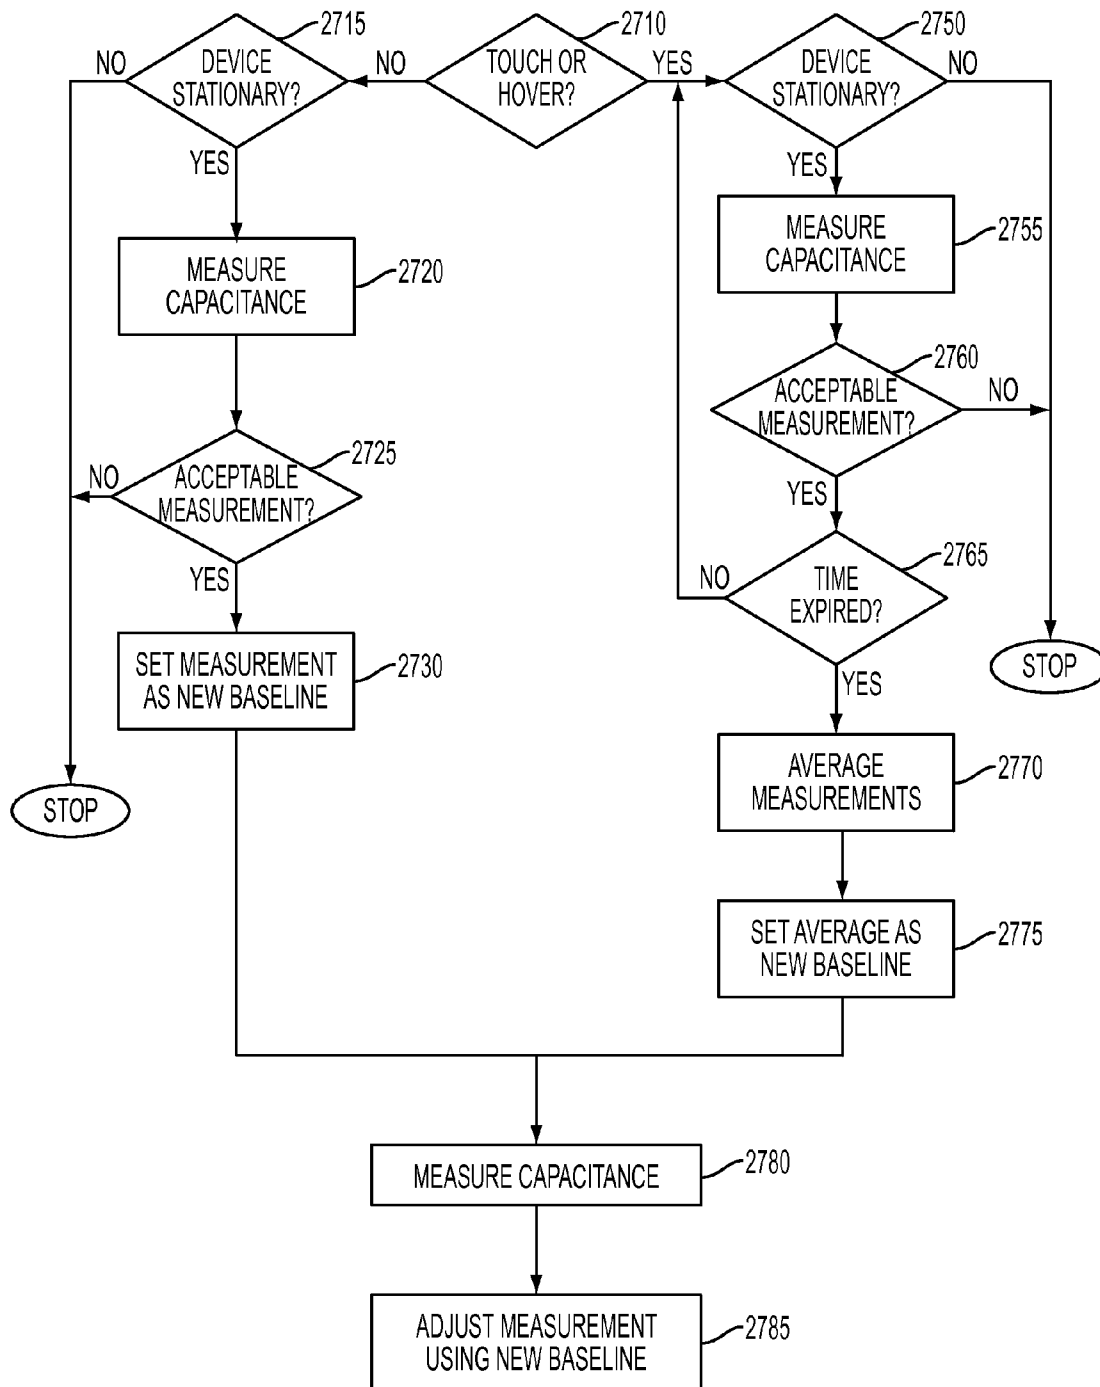 2715
2710
2750
NO
DEVICE
STATIONARY?
NO
TOUCH OR
HOVER?
YES
DEVICE
STATIONARY?
NO
YES
YES
MEASURE
CAPACITANCE
2720
MEASURE
CAPACITANCE
2755
2760
ACCEPTABLE
MEASUREMENT?
NO
2725
NO
ACCEPTABLE
MEASUREMENT?
YES
YES
2765
NO
TIME
EXPIRED?
SET MEASUREMENT
AS NEW BASELINE
2730
STOP
YES
AVERAGE
MEASUREMENTS
2770
STOP
SET AVERAGE AS
NEW BASELINE
2775
MEASURE CAPACITANCE
2780
ADJUST MEASUREMENT
USING NEW BASELINE
2785